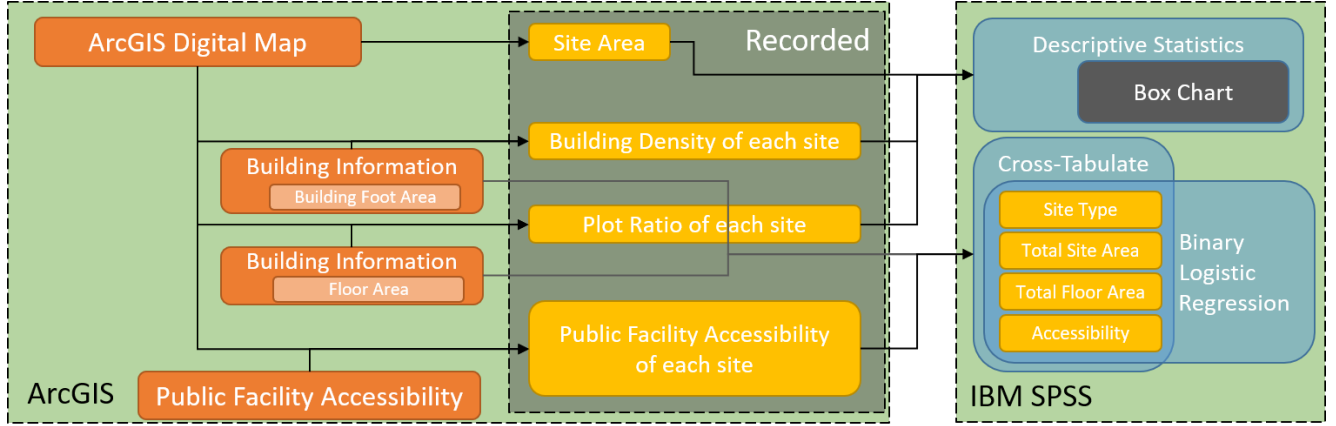 ArcGIS Digital Map
Site Area
Recorded
Building Density of each site
Building Information
Building Foot Area
Plot Ratio of each site
Building Information
Floor Area
Public Facility Accessibility
of each site
Public Facility Accessibility
ArcGIS
Descriptive Statistics
Box Chart
Cross-Tabulate
Site Type
Total Site Area
Total Floor Area
Accessibility
Binary
Logistic
Regression
IBM SPSS